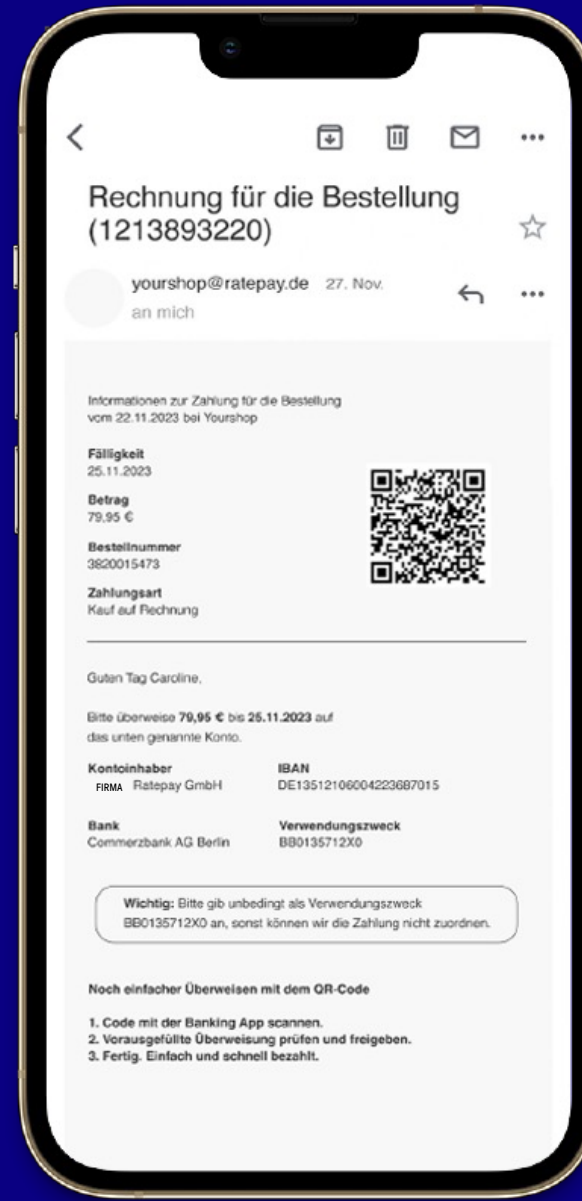 Rechnung für die Bestellung
(1213893220)
yourshop@ratepay.de 27. Nov.
an mich
Informationen zur Zahlung für die Bestellung
vom 22.11.2023 bei Yourshop
Fälligkeit
25.11.2023
Betrag
79,95 €
Bestellnummer
3820015473
Zahlungsart
Kauf auf Rechnung
Guten Tag Caroline,
Bitte überweise 79,95 € bis 25.11.2023 auf
das unten genannte Konto.
Kontoinhaber IBAN
FIRMA Ratepay GmbH DE13512106004223687015
Bank Verwendungszweck
Commerzbank AG Berlin BB0135712X0
Wichtig: Bitte gib unbedingt als Verwendungszweck
BB0135712X0 an, sonst können wir die Zahlung nicht zuordnen.
Noch einfacher Überweisen mit dem QR-Code
1. Code mit der Banking App scannen.
2. Vorausgefüllte Überweisung prüfen und freigeben.
3. Fertig. Einfach und schnell bezahlt.